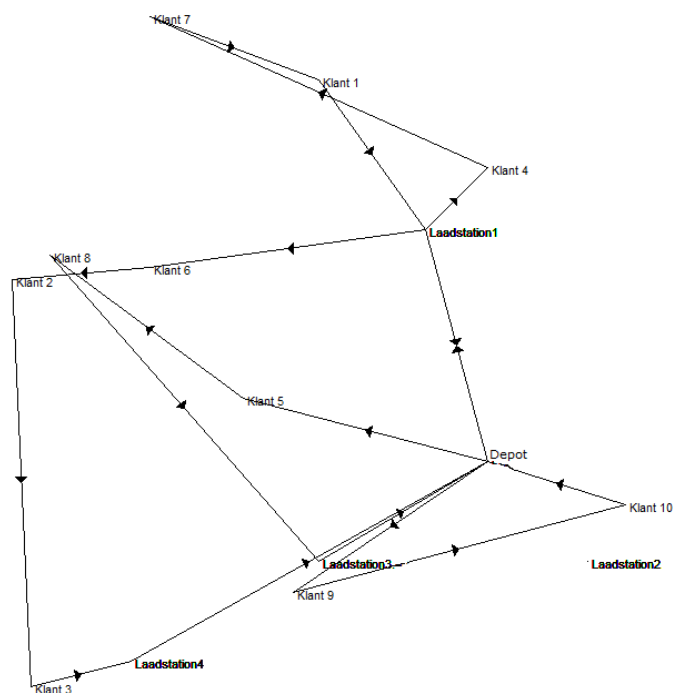 Klant 7
Klant 1
Klant 4
Laadstation1
Klant 8
Klant 6
Klant 2
Klant 5
Depot
Klant 10
Laadstation3
Laadstation2
Klant 9
Laadstation4
Klant 3